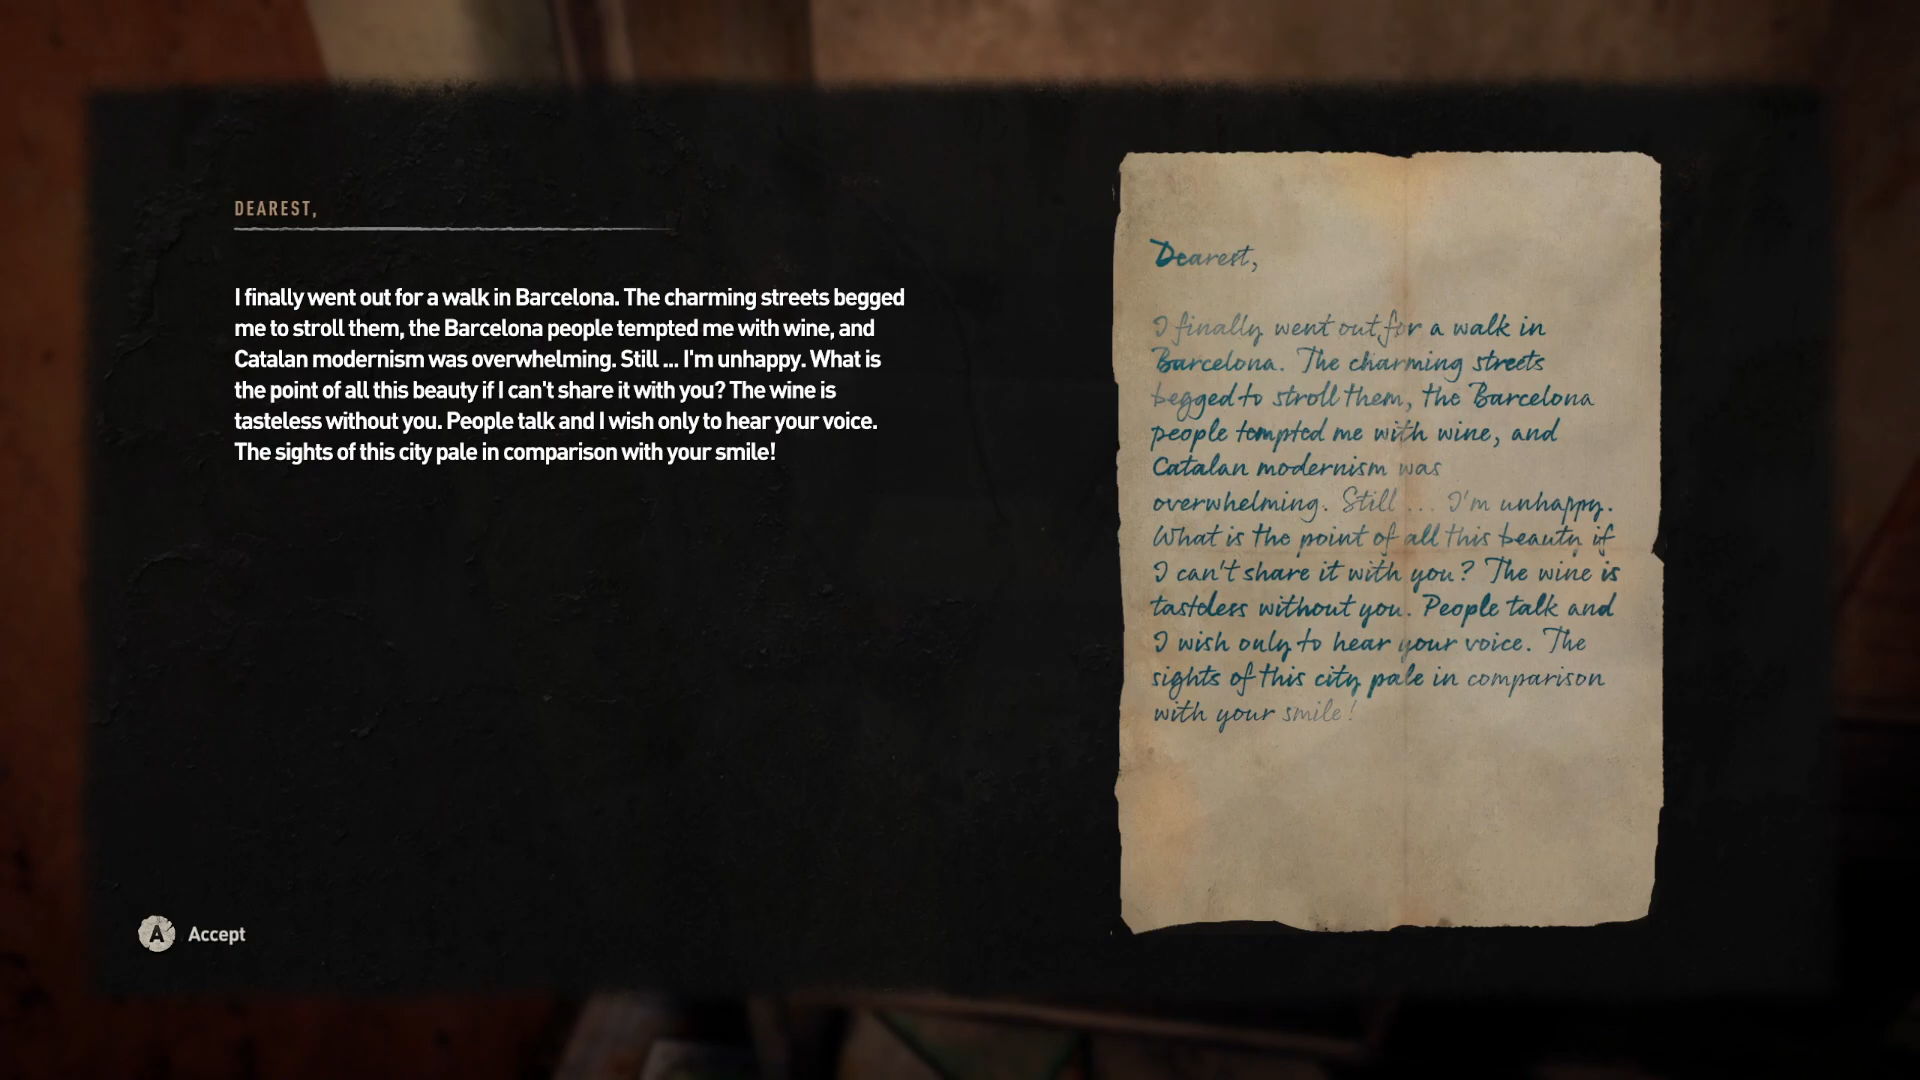 DEAREST,
I finally went out for a walk in Barcelona. The charming streets begged
me to stroll them, the Barcelona people tempted me with wine, and
Catalan modernism was overwhelming. Still ... I'm unhappy. What is
the point of all this beauty if I can't share it with you? The wine is
tasteless without you. People talk and I wish only to hear your voice.
The sights of this city pale in comparison with your smile!
A Accept
Dearest,
I finally went out for a walk in
Barcelona. The charming streets
begged to stroll them, the Barcelona
people tempted me with wine, and
Catalan modernism was
overwhelming. Still ... I'm unhappy.
What is the point of all this beauty if
I can't share it with you? The wine is
tasteless without you. People talk and
I wish only to hear your voice. The
sights of this city pale in comparison
with your smile!